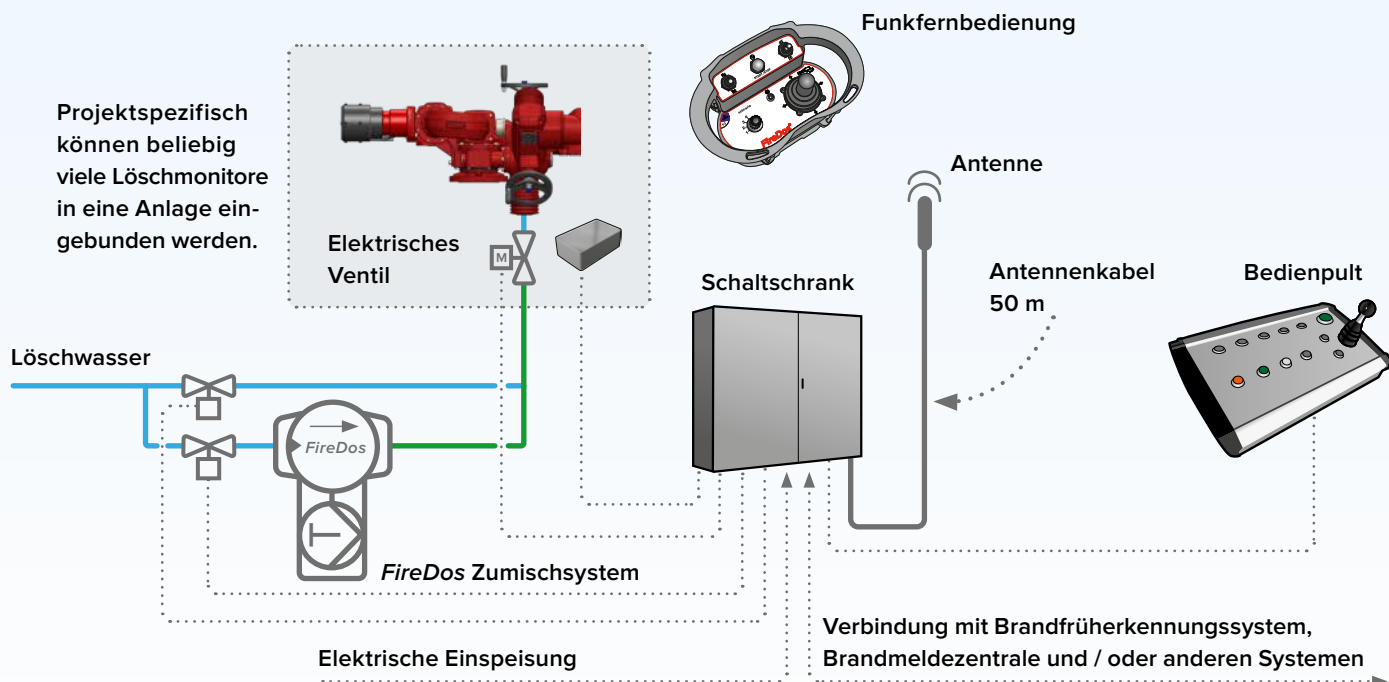 Funkfernbedienung
Projektspezifisch
können beliebig
viele Löschmonitore
in eine Anlage ein-
gebunden werden.
FireDos
Antenne
Elektrisches
Ventil
M
Schaltschrank
Antennenkabel
50 m
Bedienpult
Löschwasser
FireDos
FireDos Zumischsystem
Elektrische Einspeisung
Verbindung mit Brandfrüherkennungssystem,
Brandmeldezentrale und / oder anderen Systemen